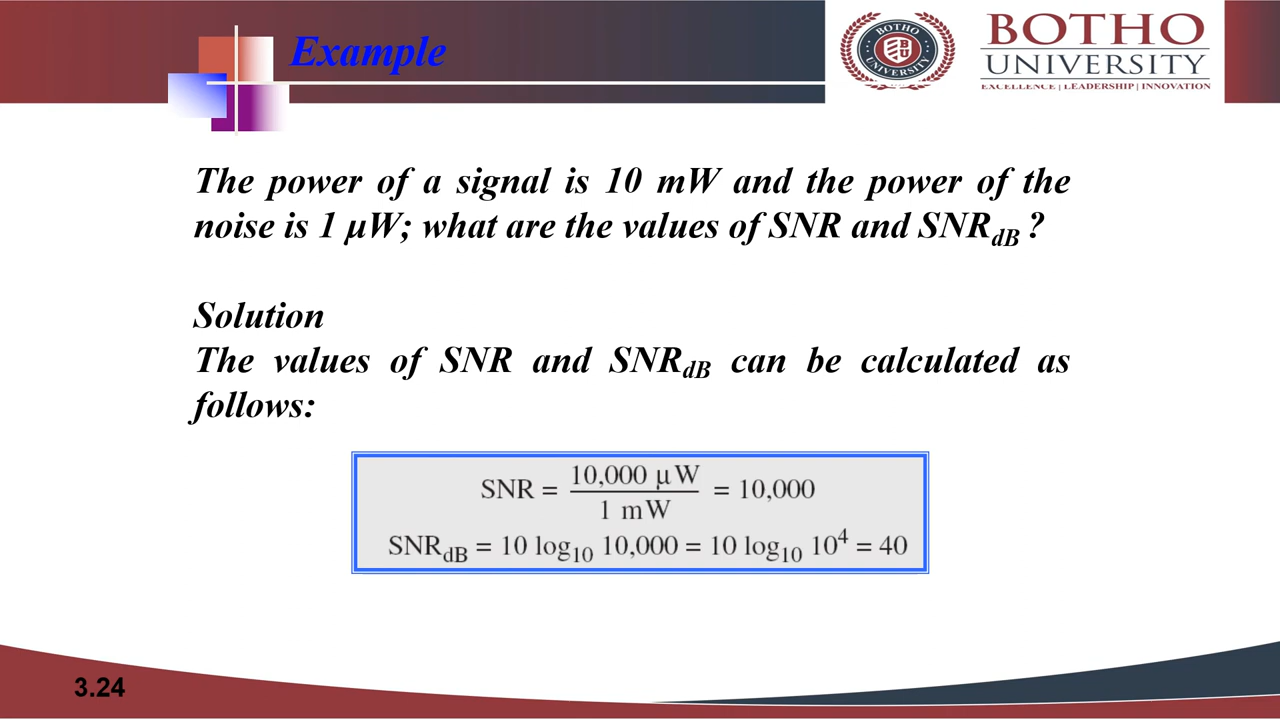 Example
BOTHO
UNIVERSITY
BOTHO
UNIVERSITY
EXCELLENCE | LEADERSHIP | INNOVATION
The power of a signal is 10 mW and the power of the
noise is 1 μW; what are the values of SNR and SNRdB ?
Solution
The values of SNR and SNRdB can be calculated as
follows:
SNR = 10,000 μW / 1 mW = 10,000
SNRdB = 10 log10 10,000 = 10 log10 10^4 = 40
3.24